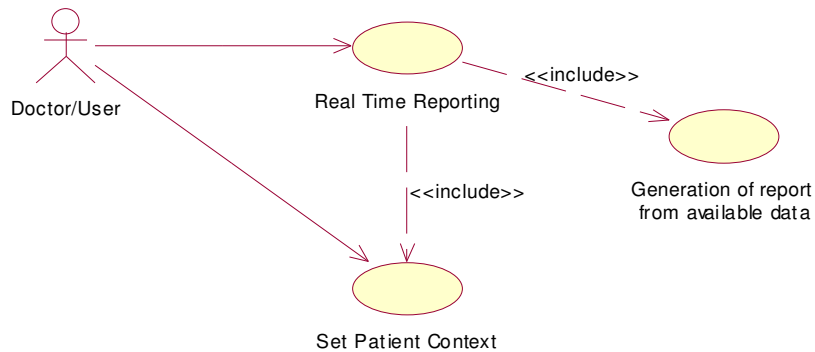 <<include>>
Doctor/User
Real Time Reporting
<<include>>
Generation of report
from available data
Set Patient Context